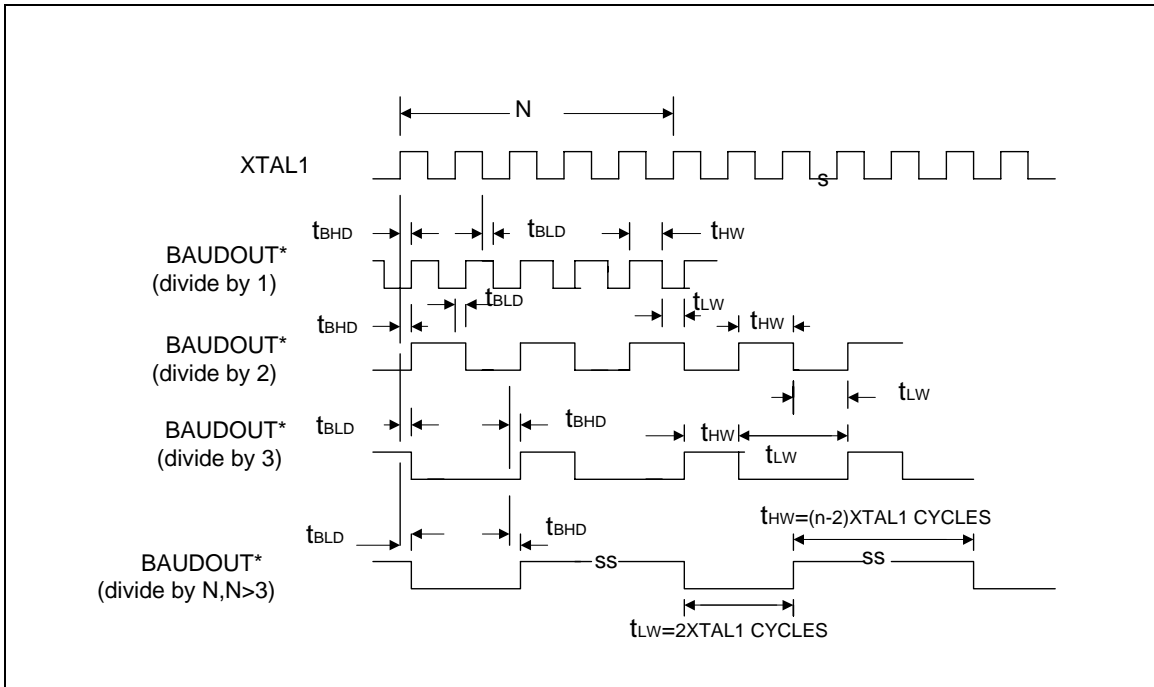 N
XTAL1
s
tBHD
tBLD
tHW
BAUDOUT*
(divide by 1)
tBLD
tLW
tBHD
tHW
BAUDOUT*
(divide by 2)
tLW
BAUDOUT*
(divide by 3)
tBLD
tBHD
tHW
tLW
tHW=(n-2)XTAL1 CYCLES
tBLD
tBHD
BAUDOUT*
(divide by N,N>3)
ss
ss
tLW=2XTAL1 CYCLES